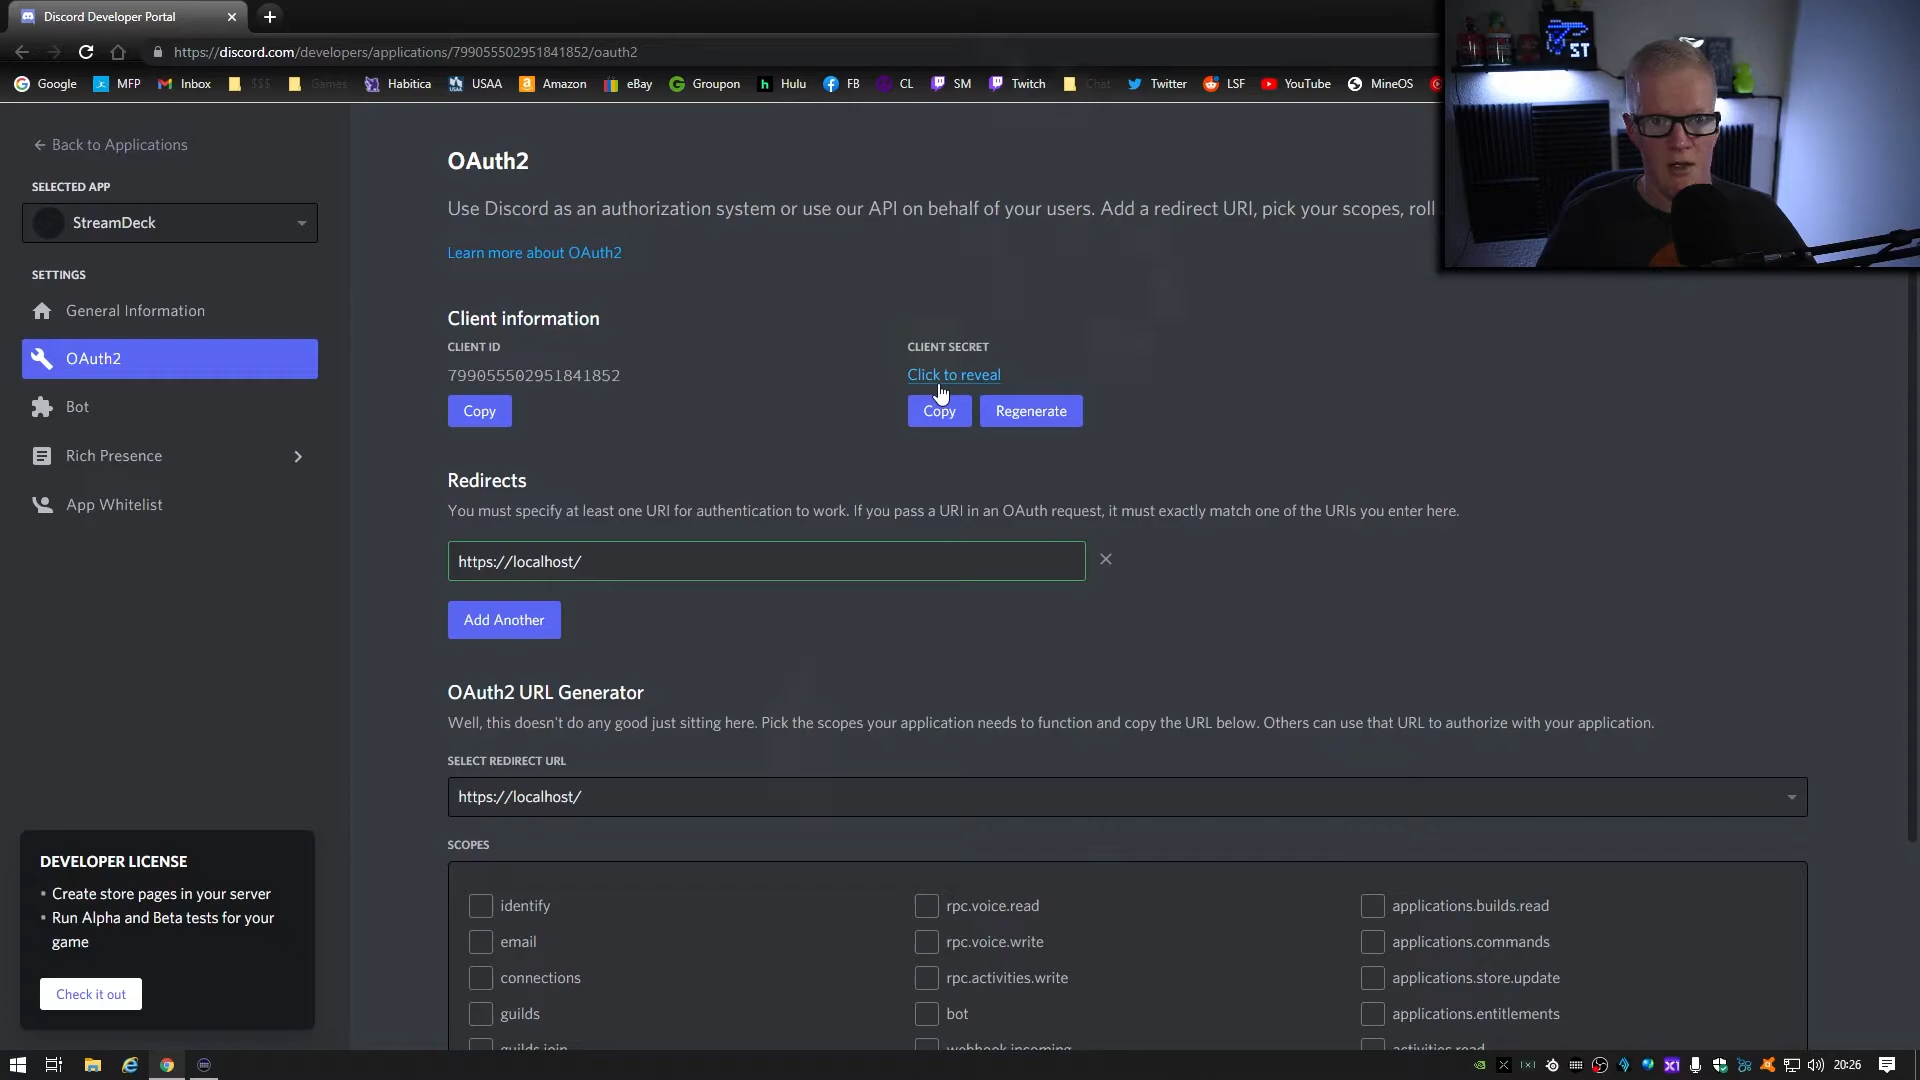 Discord Developer Portal
https://discord.com/developers/applications/799055502951841852/oauth2
Google MFP Inbox $$$ Games Habitica USAA Amazon eBay Groupon Hulu FB CL SM Twitch Chat Twitter LSF YouTube MineOS
ST
← Back to Applications
SELECTED APP
StreamDeck
SETTINGS
General Information
OAuth2
Bot
Rich Presence
App Whitelist
DEVELOPER LICENSE
• Create store pages in your server
• Run Alpha and Beta tests for your
game
Check it out
OAuth2
Use Discord as an authorization system or use our API on behalf of your users. Add a redirect URI, pick your scopes, roll
Learn more about OAuth2
Client information
CLIENT ID
799055502951841852
Copy
CLIENT SECRET
Click to reveal
Copy Regenerate
Redirects
You must specify at least one URI for authentication to work. If you pass a URI in an OAuth request, it must exactly match one of the URIs you enter here.
https://localhost/
Add Another
OAuth2 URL Generator
Well, this doesn't do any good just sitting here. Pick the scopes your application needs to function and copy the URL below. Others can use that URL to authorize with your application.
SELECT REDIRECT URL
https://localhost/
SCOPES
identify rpc.voice.read applications.builds.read
email rpc.voice.write applications.commands
connections rpc.activities.write applications.store.update
guilds bot applications.entitlements
guilds.join webhook.incoming activities.read
20:26